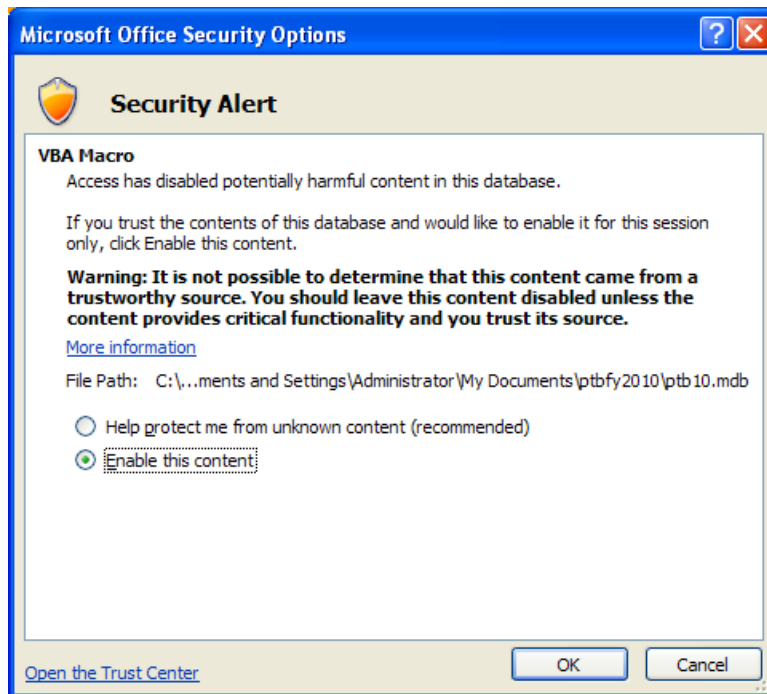 Microsoft Office Security Options
Security Alert
VBA Macro
Access has disabled potentially harmful content in this database.
If you trust the contents of this database and would like to enable it for this session
only, click Enable this content.
Warning: It is not possible to determine that this content came from a
trustworthy source. You should leave this content disabled unless the
content provides critical functionality and you trust its source.
More information
File Path: C:\...ments and Settings\Administrator\My Documents\ptbfy2010\ptb10.mdb
Help protect me from unknown content (recommended)
Enable this content
Open the Trust Center
OK
Cancel